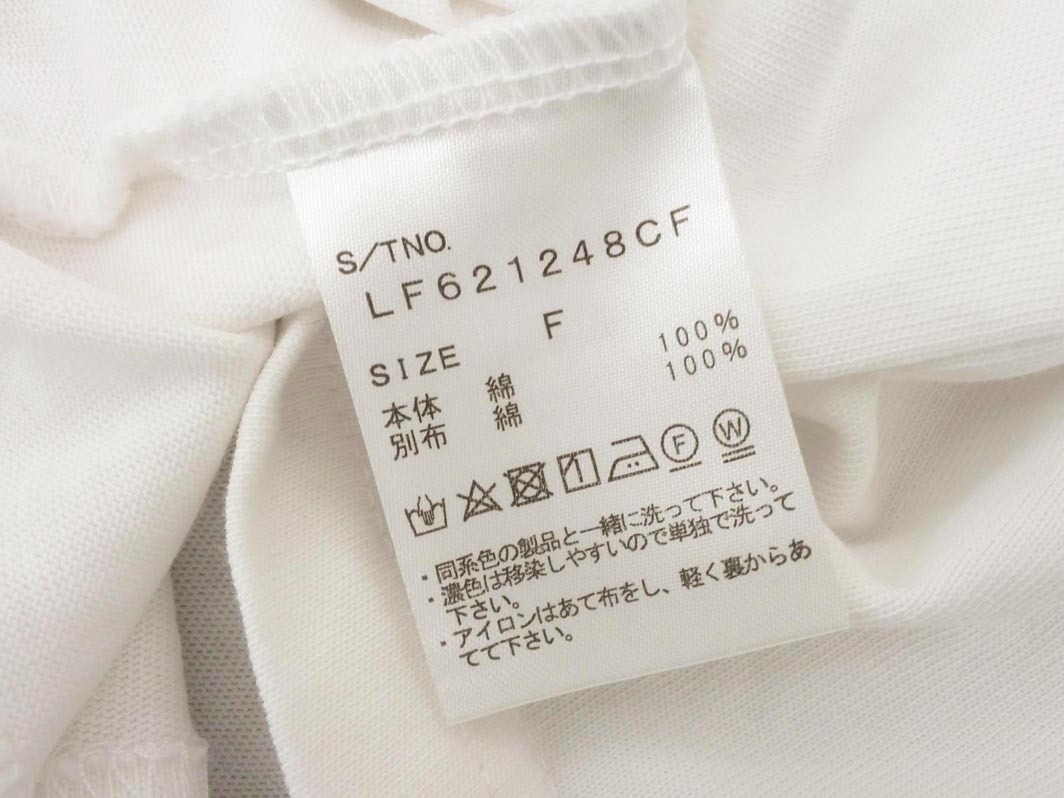 S/TNO.
LF621248CF
SIZE F
本体 綿 100%
別布 綿 100%
F W
・同系色の製品と一緒に洗って下さい。
・濃色は移染しやすいので単独で洗って
下さい。
・アイロンはあて布をし、軽く裏からあ
てて下さい。